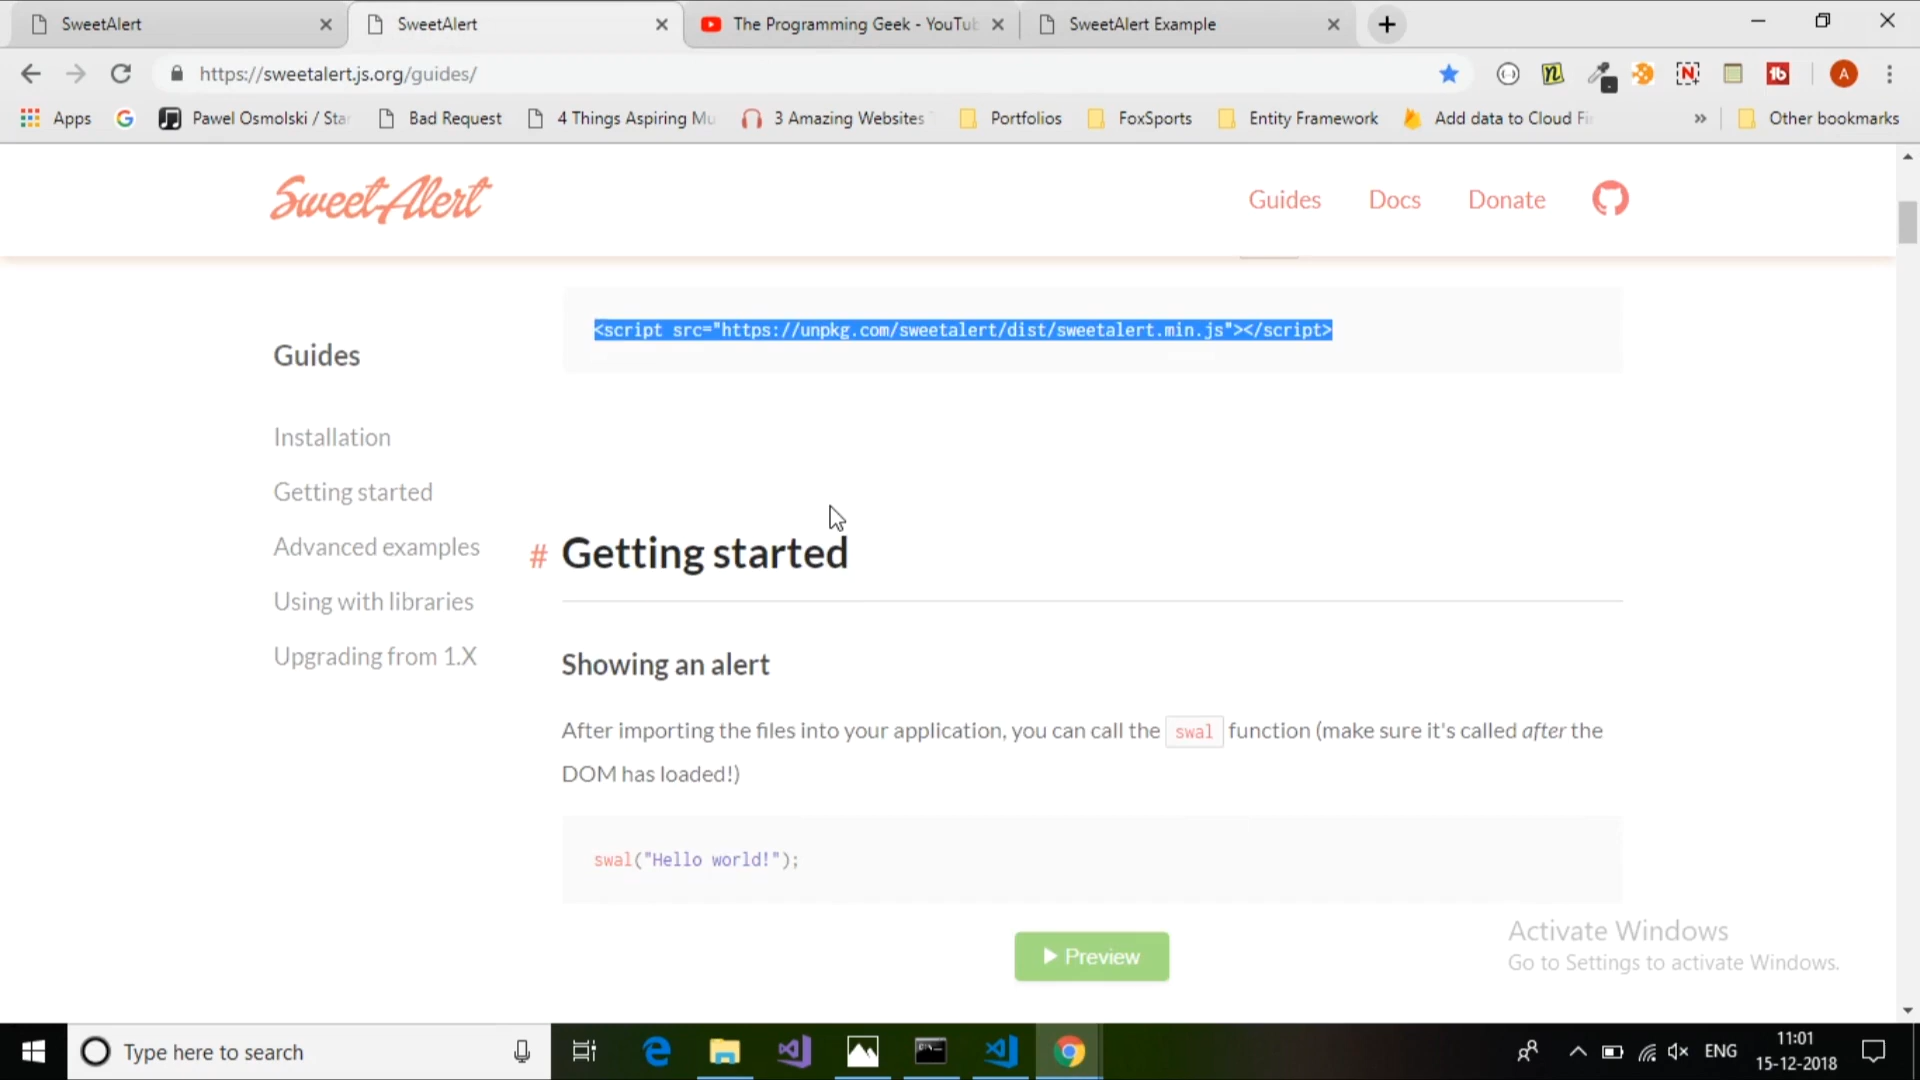 SweetAlert
SweetAlert
The Programming Geek - YouTu
SweetAlert Example
https://sweetalert.js.org/guides/
Apps
Pawel Osmolski / Sta
Bad Request
4 Things Aspiring Mu
3 Amazing Websites
Portfolios
FoxSports
Entity Framework
Add data to Cloud Fi
Other bookmarks
SweetAlert
Guides
Docs
Donate
<script src="https://unpkg.com/sweetalert/dist/sweetalert.min.js"></script>
Guides
Installation
Getting started
Advanced examples
Using with libraries
Upgrading from 1.X
# Getting started
Showing an alert
After importing the files into your application, you can call the swal function (make sure it's called after the
DOM has loaded!)
swal("Hello world!");
Preview
Activate Windows
Go to Settings to activate Windows.
Type here to search
ENG
11:01
15-12-2018